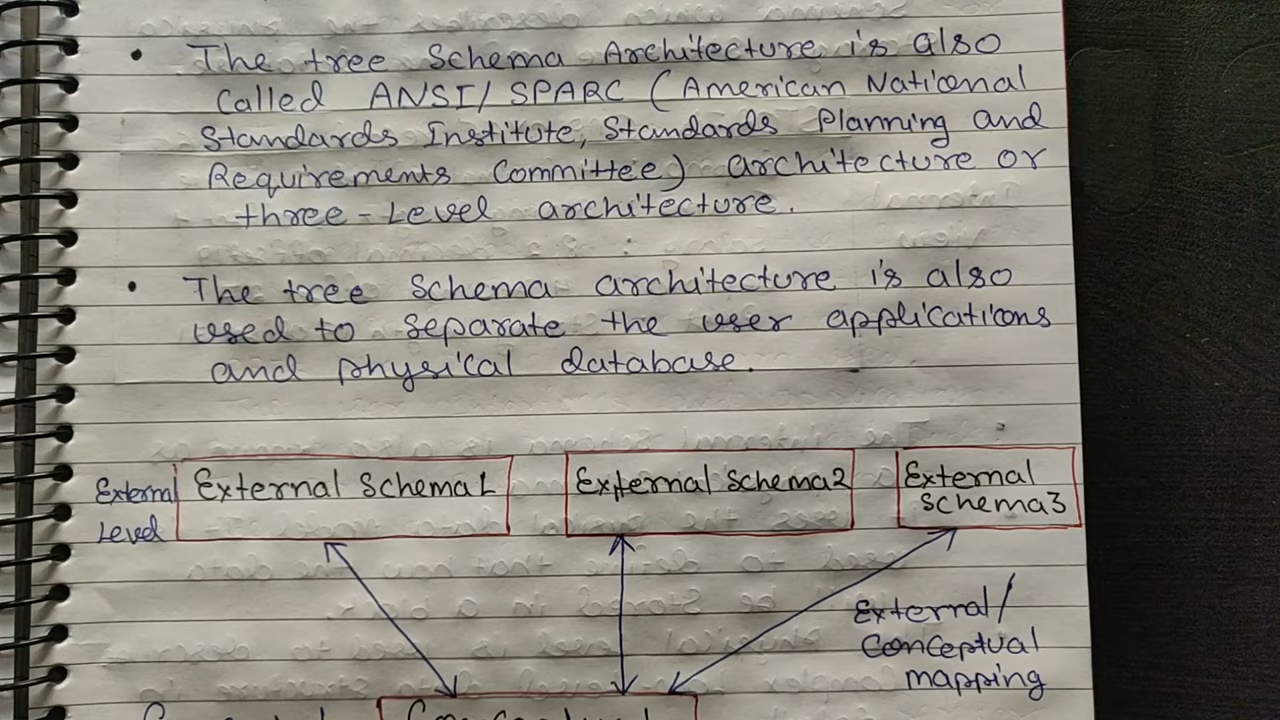 • The tree Schema Architecture is also
called ANSI/SPARC (American National
Standards Institute, Standards Planning and
Requirements Committee) architecture or
three-Level architecture.
• The tree Schema architecture is also
used to separate the user applications
and physical database.
External Level
External Schema1
External Schema2
External Schema3
External/
Conceptual
mapping